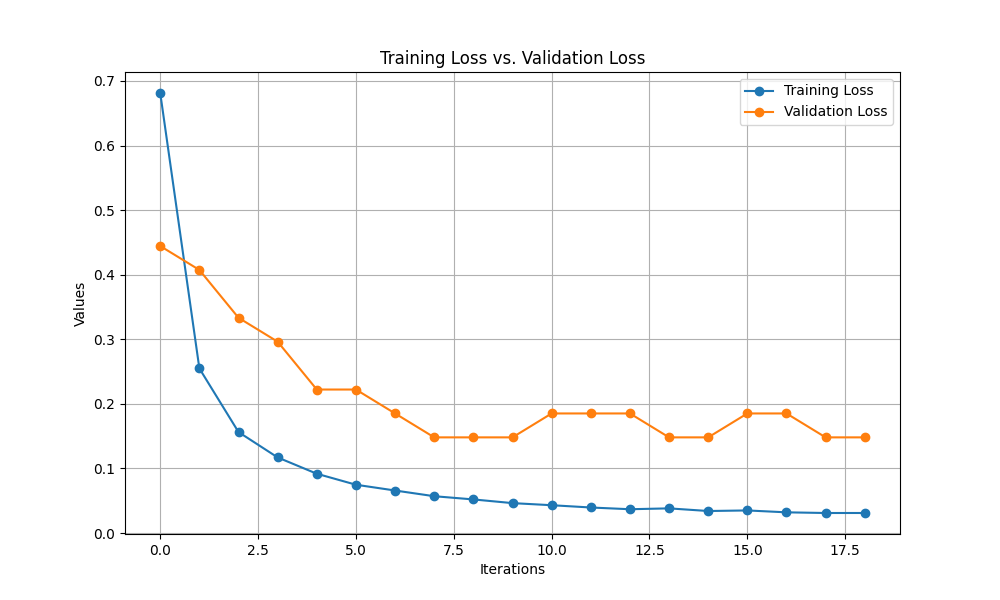 Training Loss vs. Validation Loss
Training Loss
Validation Loss
0.7
0.6
0.5
0.4
0.3
0.2
0.1
0.0
Values
0.0 2.5 5.0 7.5 10.0 12.5 15.0 17.5
Iterations